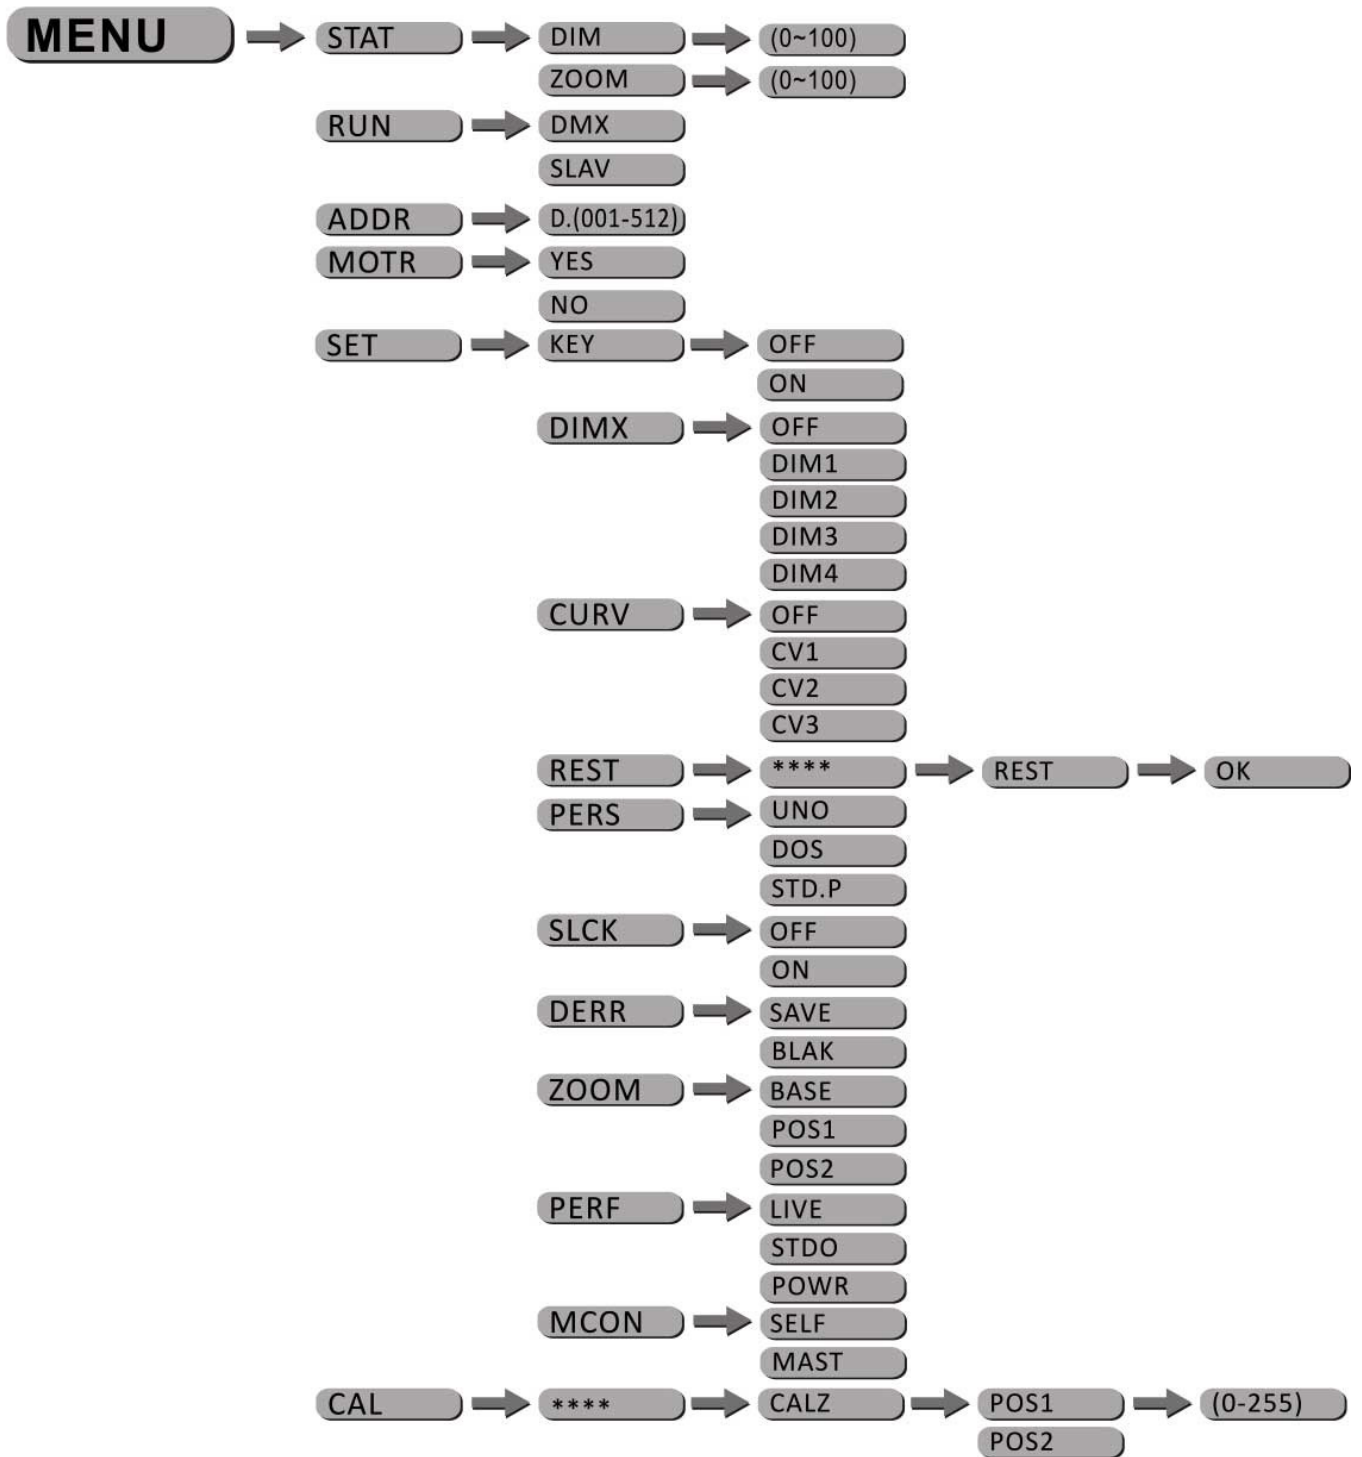 MENU STAT DIM (0~100)
ZOOM (0~100)
RUN DMX
SLAV
ADDR D.(001-512)
MOTR YES
NO
SET KEY OFF
ON
DIMX OFF
DIM1
DIM2
DIM3
DIM4
CURV OFF
CV1
CV2
CV3
REST **** REST OK
PERS UNO
DOS
STD.P
SLCK OFF
ON
DERR SAVE
BLAK
ZOOM BASE
POS1
POS2
PERF LIVE
STDO
POWR
MCON SELF
MAST
CAL **** CALZ POS1 (0-255)
POS2